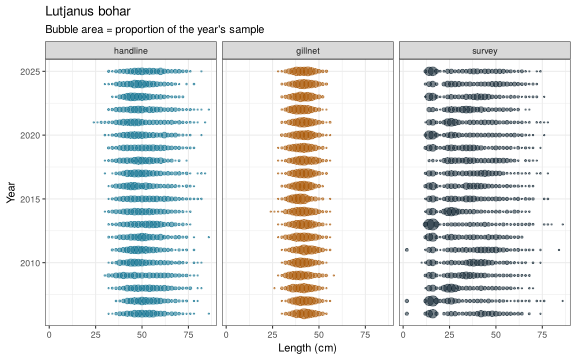 Lutjanus bohar
Bubble area = proportion of the year's sample
handline gillnet survey
2025
2020
2015
2010
Year
0 25 50 75 0 25 50 75 0 25 50 75
Length (cm)